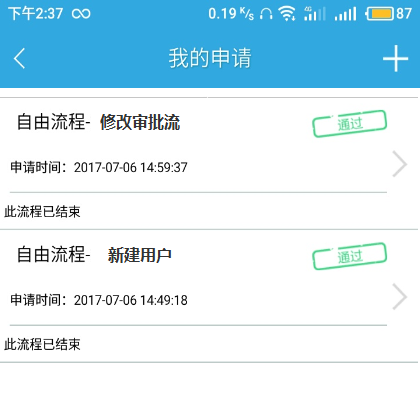 下午2:37 0.19 K/s 4G 87
我的申请
自由流程- 修改审批流 通过
申请时间：2017-07-06 14:59:37
此流程已结束
自由流程- 新建用户 通过
申请时间：2017-07-06 14:49:18
此流程已结束